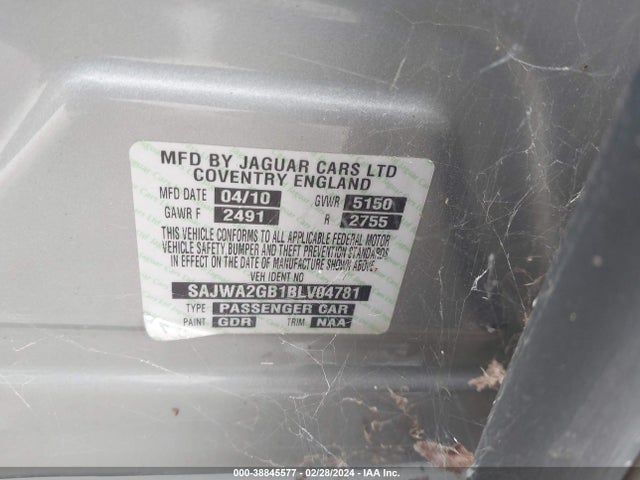 MFD BY JAGUAR CARS LTD
COVENTRY ENGLAND
MFD DATE 04/10 GVWR 5150
GAWR F 2491 R 2755
THIS VEHICLE CONFORMS TO ALL APPLICABLE FEDERAL MOTOR
VEHICLE SAFETY BUMPER AND THEFT PREVENTION STANDARDS
IN EFFECT ON THE DATE OF MANUFACTURE SHOWN ABOVE.
VEH IDENT NO
SAJWA2GB1BLV04781
TYPE PASSENGER CAR
PAINT GDR TRIM NAA
000-38845577 - 02/28/2024 - IAA Inc.